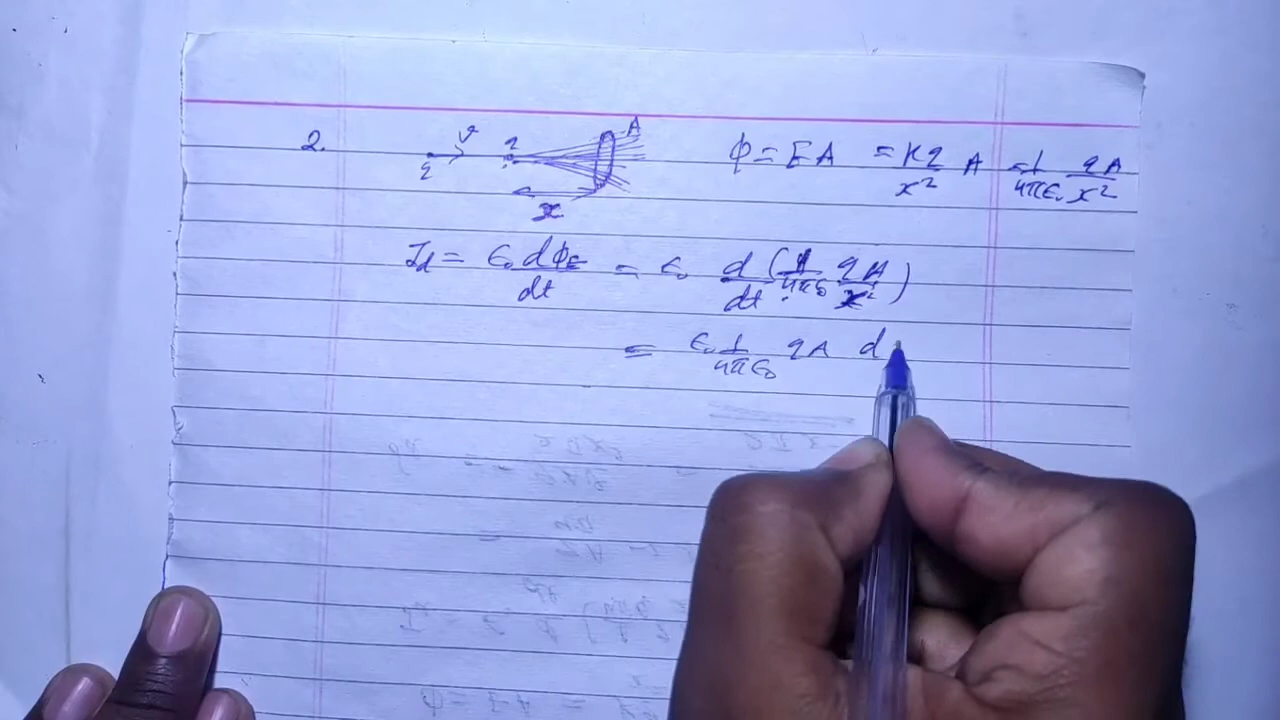 2.
v
q q A
x
ϕ = EA = Kq/x² A = 1/4πε₀ qA/x²
I_d = ε₀ dϕ_E/dt = ε₀ d/dt (1/4πε₀ qA/x²)
= ε₀ 1/4πε₀ qA d